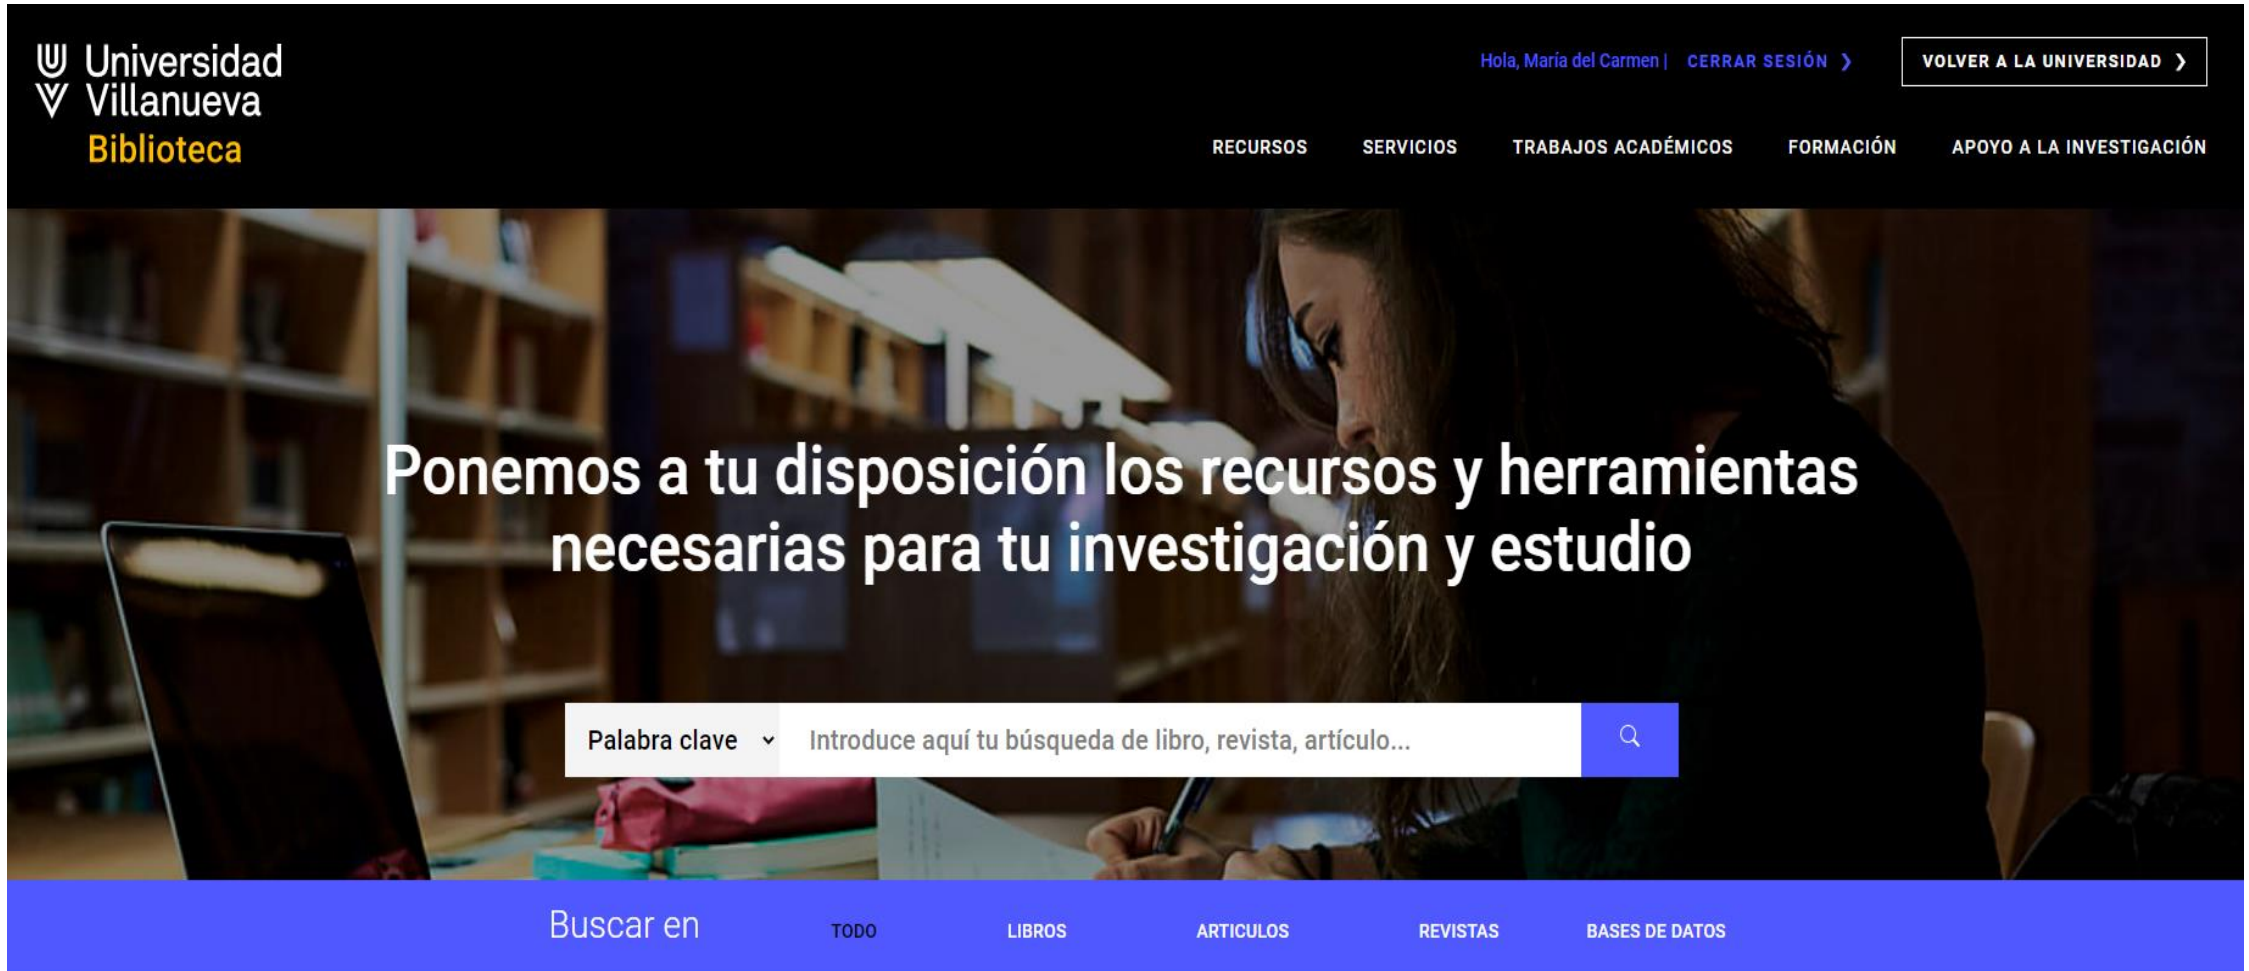 Universidad
Villanueva
Biblioteca
Hola, María del Carmen | CERRAR SESIÓN ❯
VOLVER A LA UNIVERSIDAD ❯
RECURSOS SERVICIOS TRABAJOS ACADÉMICOS FORMACIÓN APOYO A LA INVESTIGACIÓN
Ponemos a tu disposición los recursos y herramientas
necesarias para tu investigación y estudio
Palabra clave Introduce aquí tu búsqueda de libro, revista, artículo...
Buscar en TODO LIBROS ARTICULOS REVISTAS BASES DE DATOS